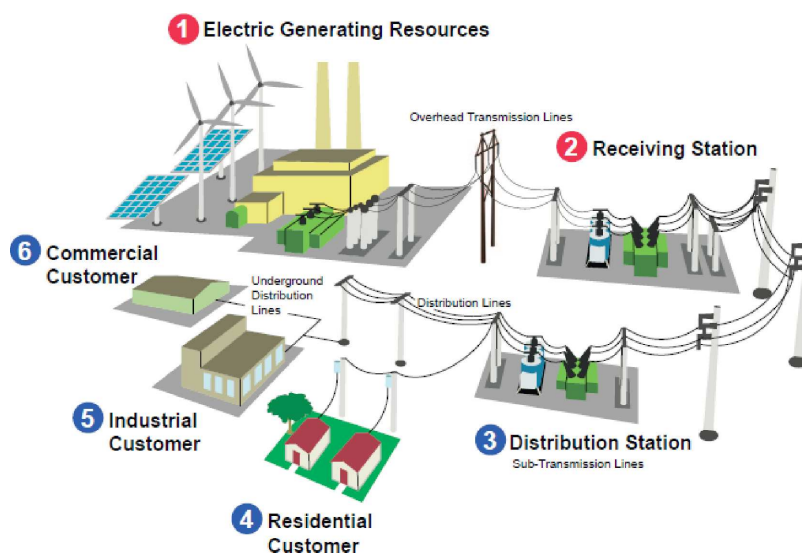 1 Electric Generating Resources
Overhead Transmission Lines
2 Receiving Station
6 Commercial
Customer
Underground
Distribution
Lines
Distribution Lines
5 Industrial
Customer
3 Distribution Station
Sub-Transmission Lines
4 Residential
Customer